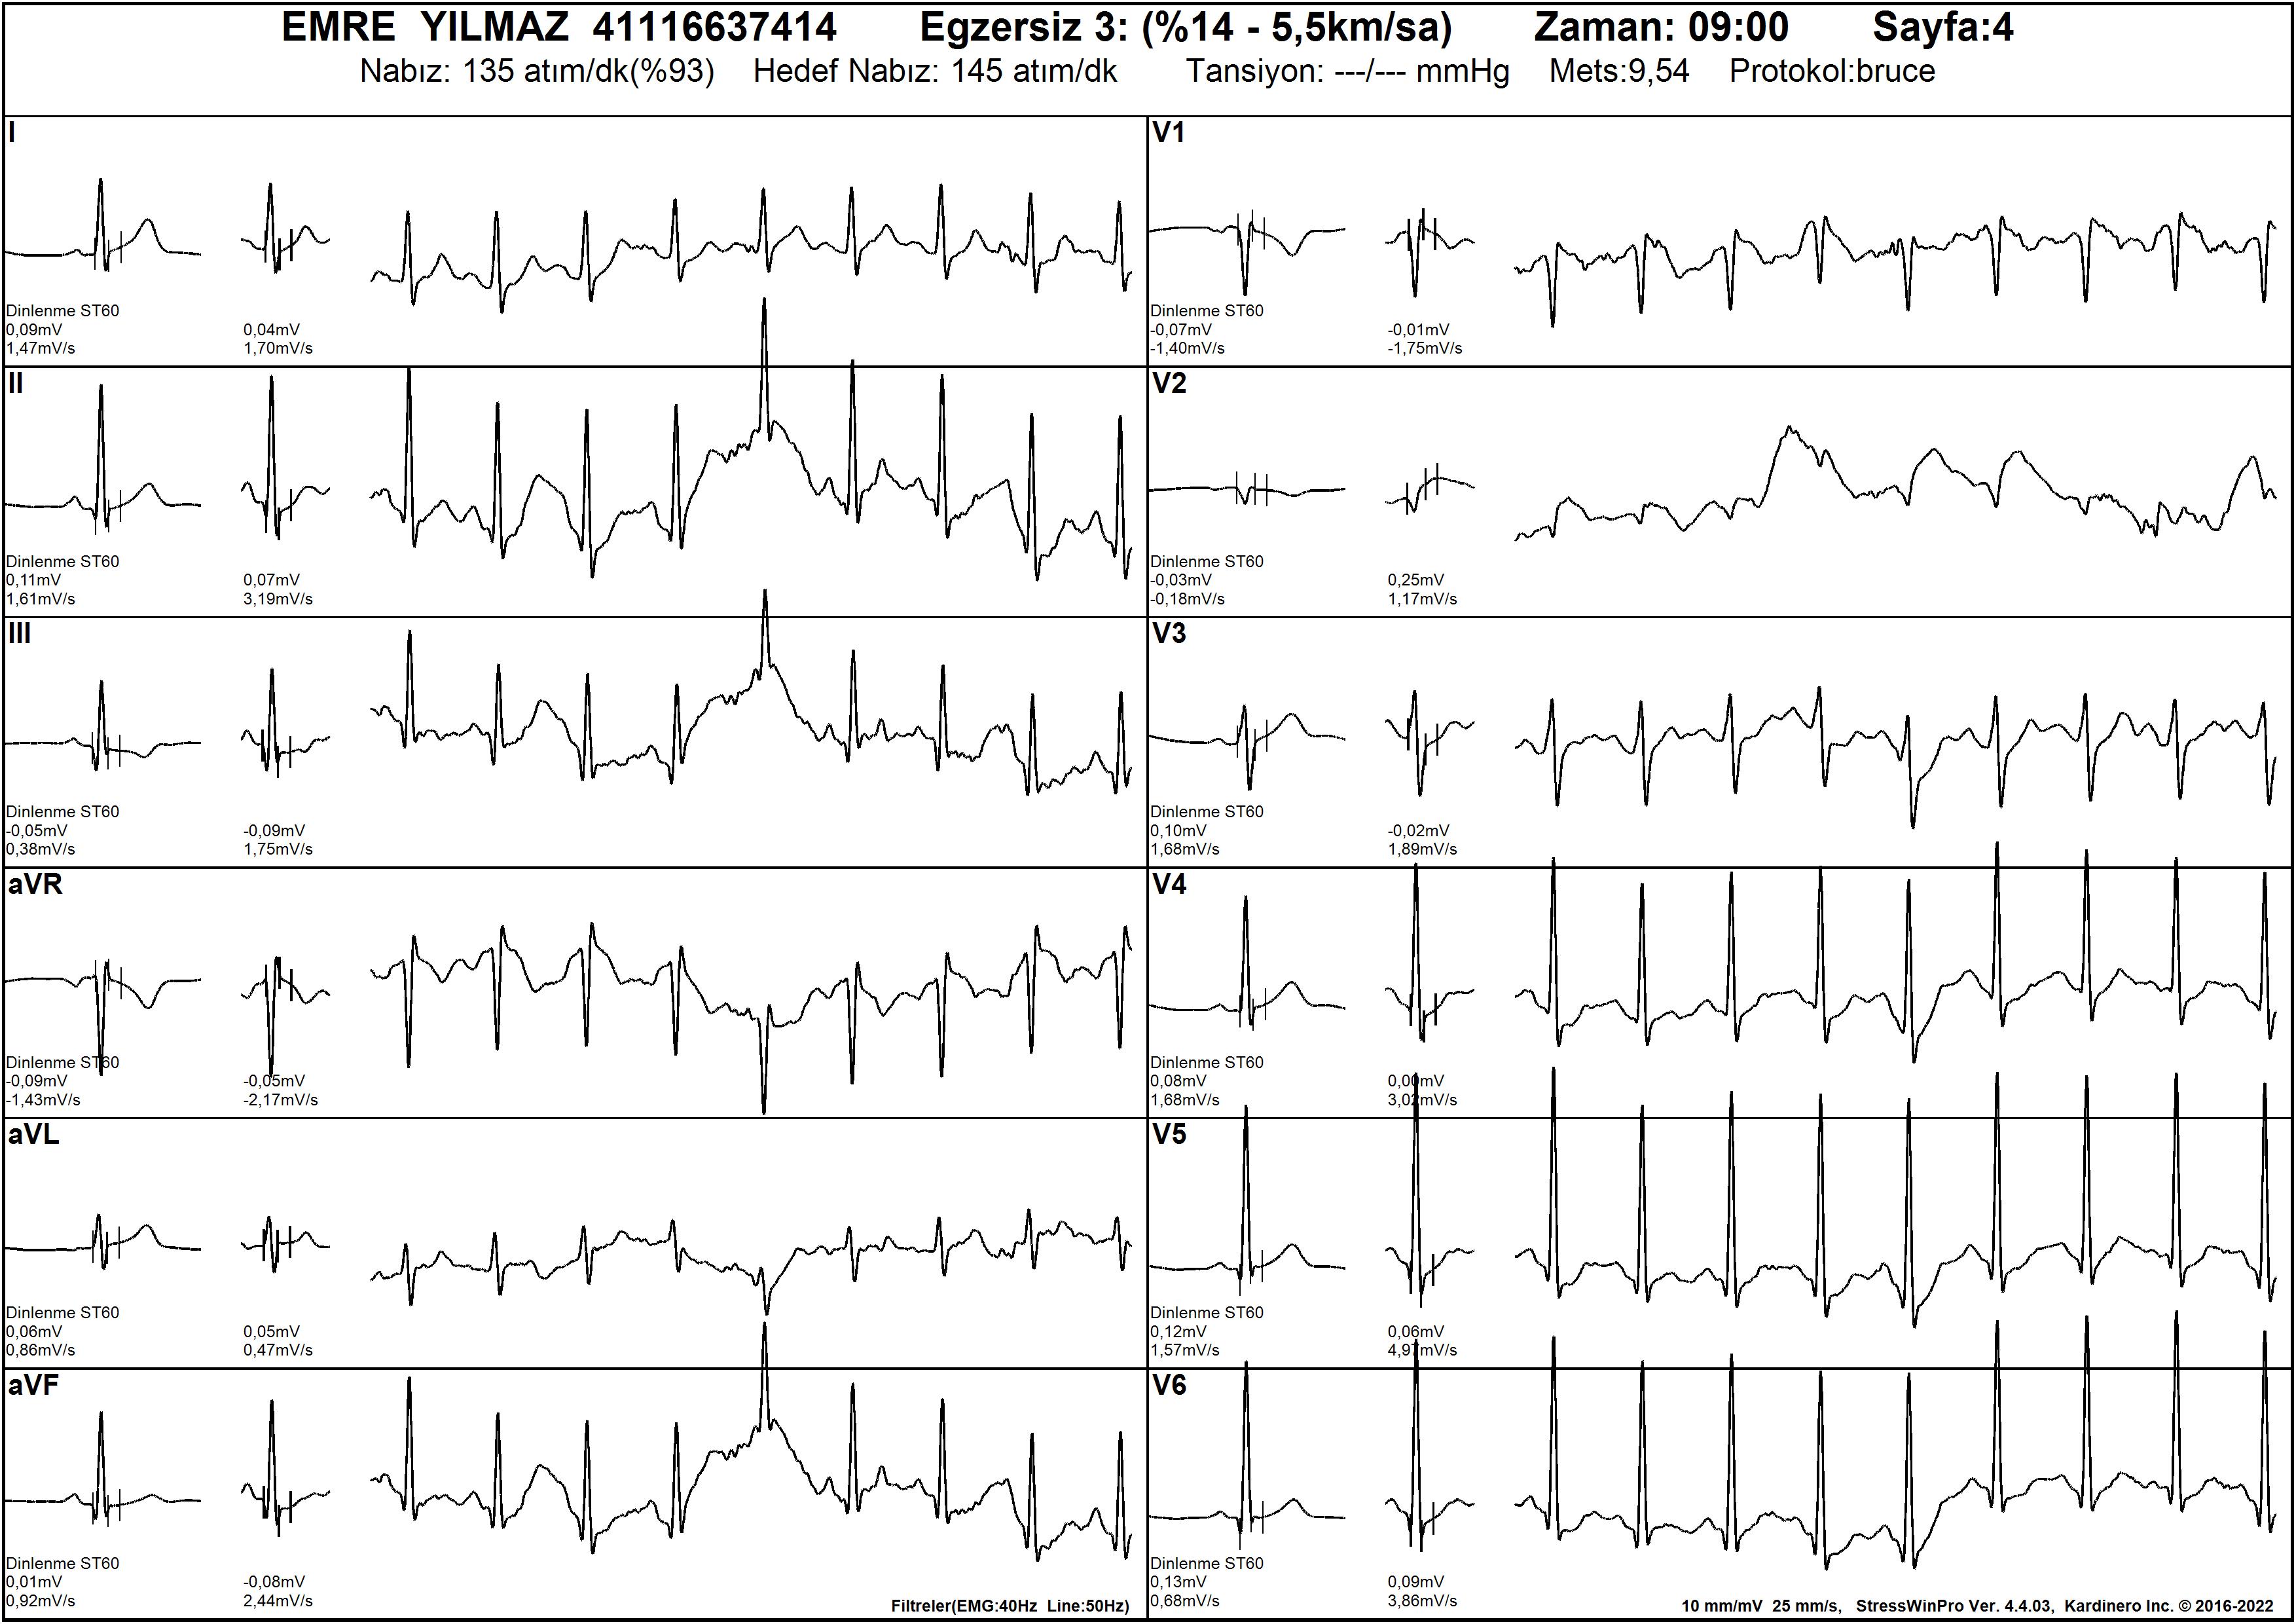 EMRE YILMAZ 41116637414 Egzersiz 3: (%14 - 5,5km/sa) Zaman: 09:00 Sayfa:4
Nabız: 135 atım/dk(%93) Hedef Nabız: 145 atım/dk Tansiyon: ---/--- mmHg Mets:9,54 Protokol:bruce
I
Dinlenme ST60
0,09mV 0,04mV
1,47mV/s 1,70mV/s
II
Dinlenme ST60
0,11mV 0,07mV
1,61mV/s 3,19mV/s
III
Dinlenme ST60
-0,05mV -0,09mV
0,38mV/s 1,75mV/s
aVR
Dinlenme ST60
-0,09mV -0,05mV
-1,43mV/s -2,17mV/s
aVL
Dinlenme ST60
0,06mV 0,05mV
0,86mV/s 0,47mV/s
aVF
Dinlenme ST60
0,01mV -0,08mV
0,92mV/s 2,44mV/s
Filtreler(EMG:40Hz Line:50Hz)
V1
Dinlenme ST60
-0,07mV -0,01mV
-1,40mV/s -1,75mV/s
V2
Dinlenme ST60
-0,03mV 0,25mV
-0,18mV/s 1,17mV/s
V3
Dinlenme ST60
0,10mV -0,02mV
1,68mV/s 1,89mV/s
V4
Dinlenme ST60
0,08mV 0,00mV
1,68mV/s 3,02mV/s
V5
Dinlenme ST60
0,12mV 0,06mV
1,57mV/s 4,97mV/s
V6
Dinlenme ST60
0,13mV 0,09mV
0,68mV/s 3,86mV/s
10 mm/mV 25 mm/s, StressWinPro Ver. 4.4.03, Kardinero Inc. © 2016-2022